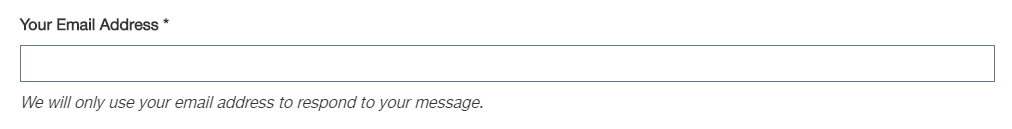 Your Email Address *
We will only use your email address to respond to your message.